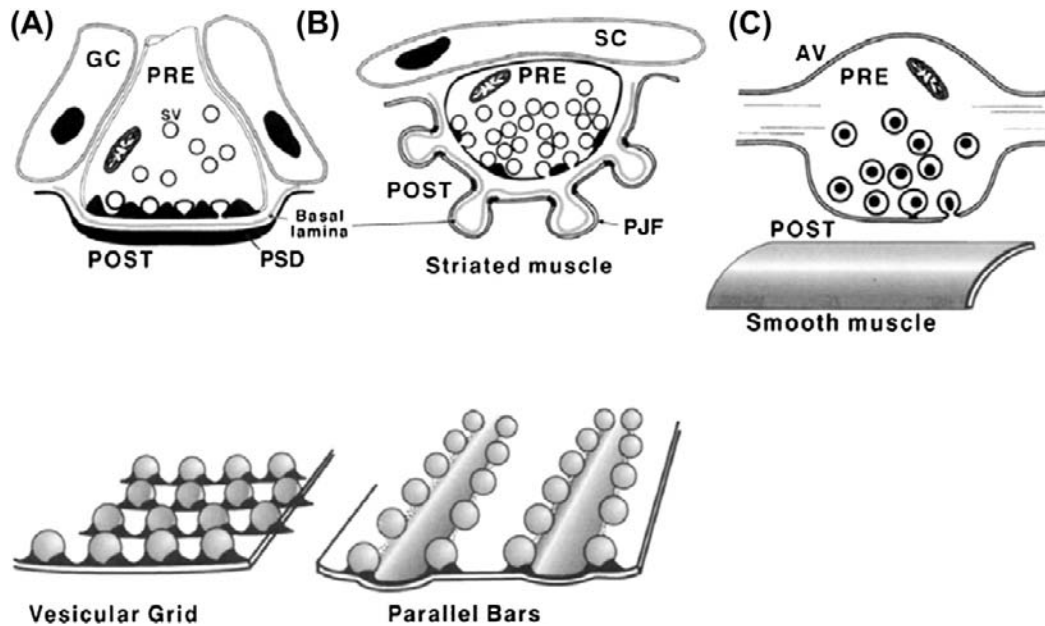 (A)
GC
PRE
SV
Basal
lamina
POST
PSD
(B)
SC
PRE
POST
PJF
Striated muscle
(C)
AV
PRE
POST
Smooth muscle
Vesicular Grid
Parallel Bars